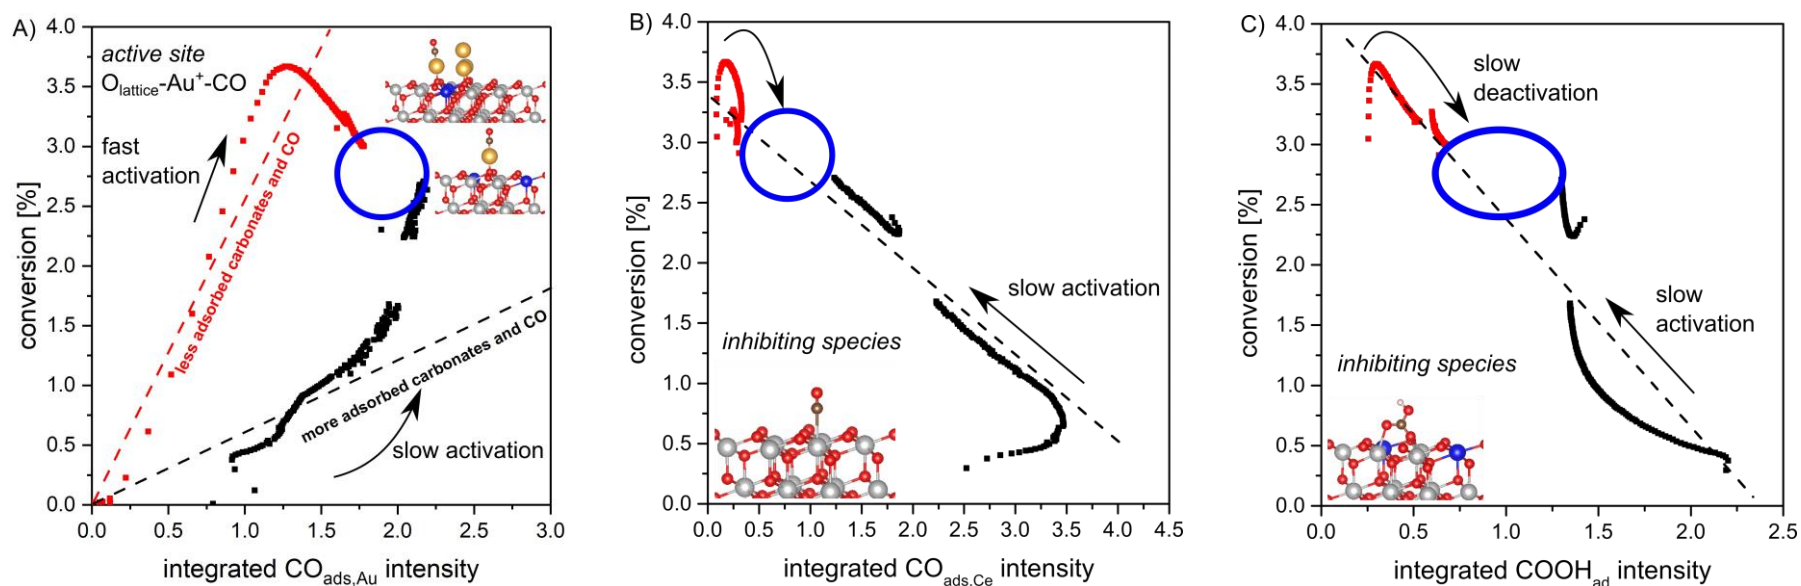 A)
4.0
3.5
3.0
2.5
2.0
1.5
1.0
0.5
0.0
conversion [%]
active site
O_lattice-Au⁺-CO
fast
activation
less adsorbed carbonates and CO
more adsorbed carbonates and CO
slow activation
0.0 0.5 1.0 1.5 2.0 2.5 3.0
integrated CO_ads,Au intensity
B)
4.0
3.5
3.0
2.5
2.0
1.5
1.0
0.5
0.0
conversion [%]
slow activation
inhibiting species
0.0 0.5 1.0 1.5 2.0 2.5 3.0 3.5 4.0 4.5
integrated CO_ads,Ce intensity
C)
4.0
3.5
3.0
2.5
2.0
1.5
1.0
0.5
0.0
conversion [%]
slow
deactivation
slow
activation
inhibiting species
0.0 0.5 1.0 1.5 2.0 2.5
integrated COOH_ad intensity